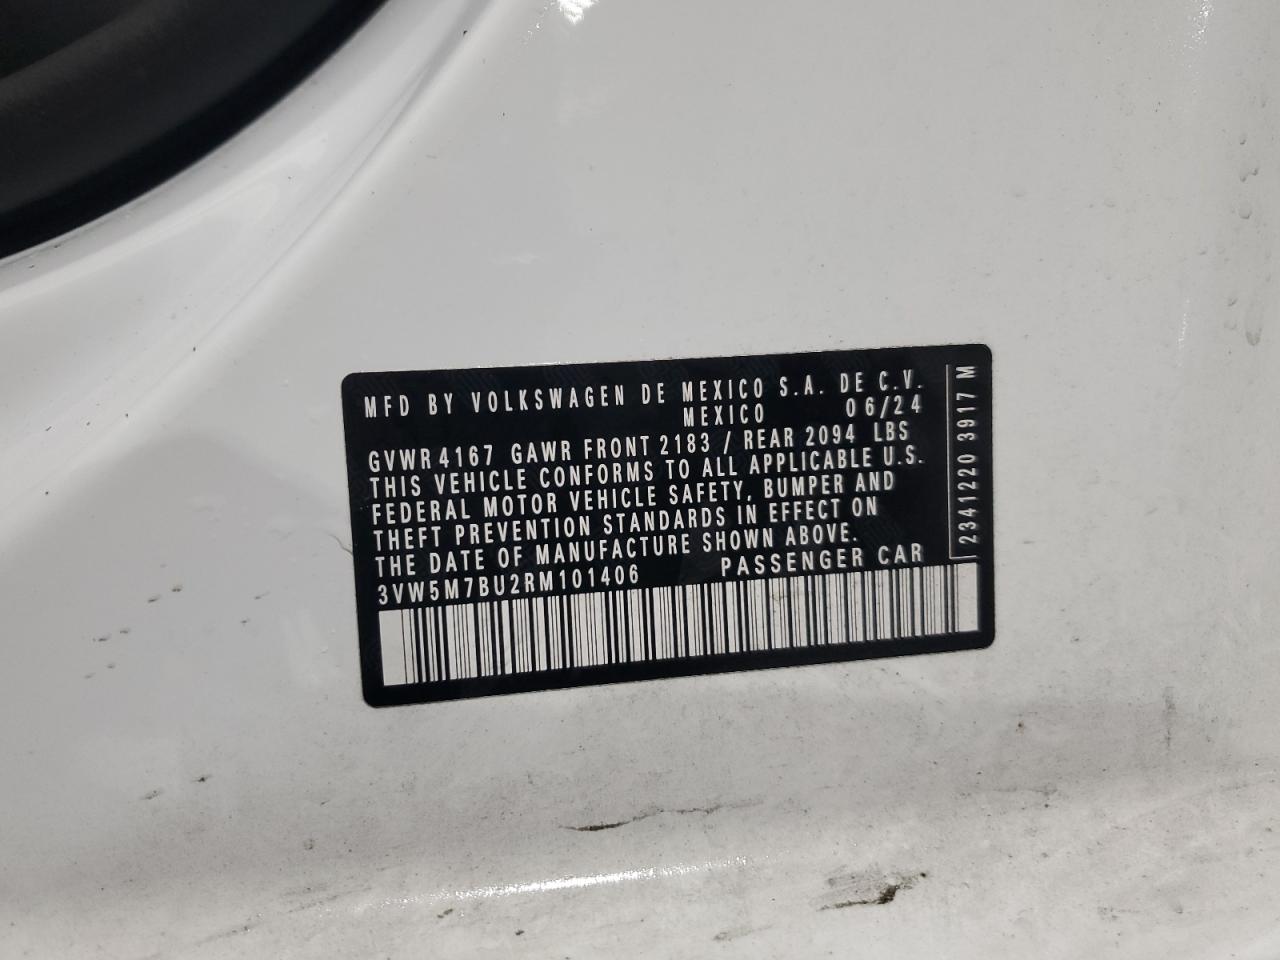 MFD BY VOLKSWAGEN DE MEXICO S.A. DE C.V.
MEXICO 06/24
GVWR 4167 GAWR FRONT 2183 / REAR 2094 LBS
THIS VEHICLE CONFORMS TO ALL APPLICABLE U.S.
FEDERAL MOTOR VEHICLE SAFETY, BUMPER AND
THEFT PREVENTION STANDARDS IN EFFECT ON
THE DATE OF MANUFACTURE SHOWN ABOVE.
3VW5M7BU2RM101406 PASSENGER CAR
2341220 3917 M